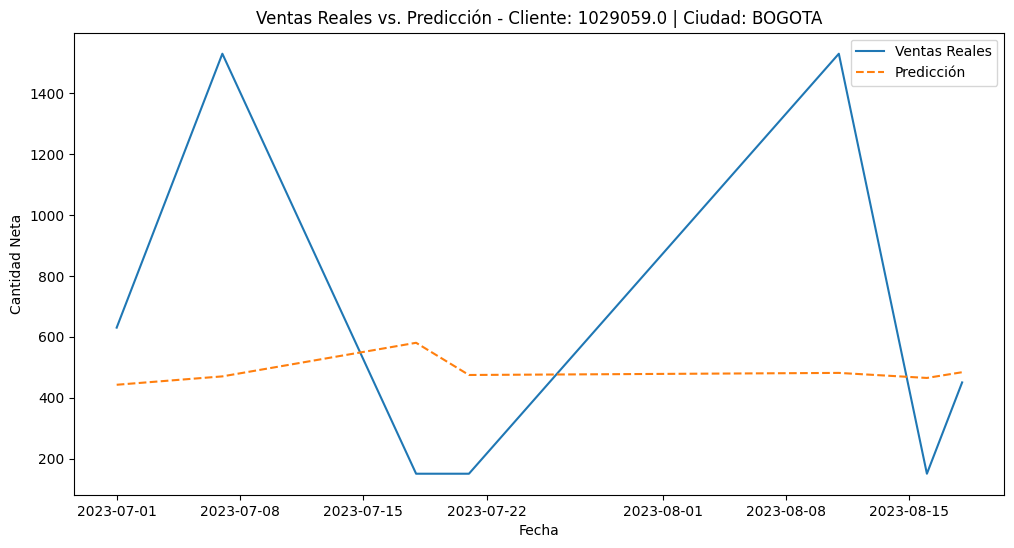 Ventas Reales vs. Predicción - Cliente: 1029059.0 | Ciudad: BOGOTA
Ventas Reales
Predicción
Cantidad Neta
1400
1200
1000
800
600
400
200
2023-07-01
2023-07-08
2023-07-15
2023-07-22
2023-08-01
2023-08-08
2023-08-15
Fecha